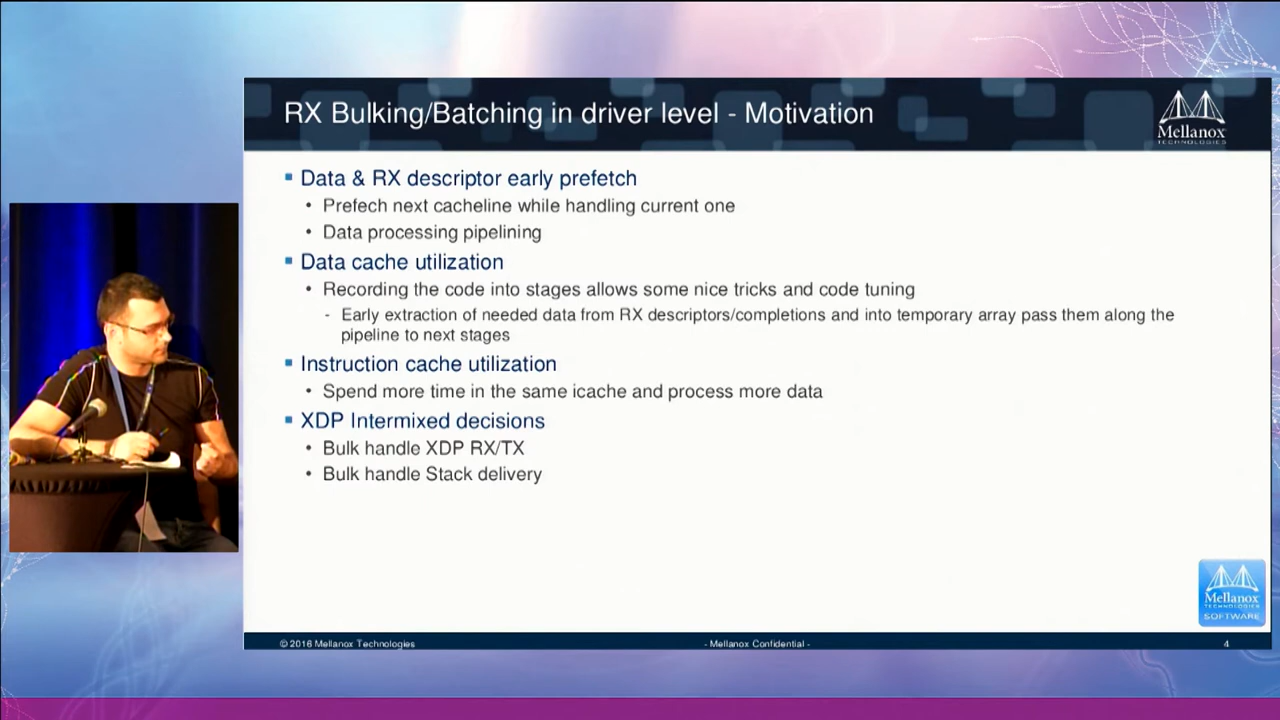 RX Bulking/Batching in driver level - Motivation
Mellanox
TECHNOLOGIES
Data & RX descriptor early prefetch
Prefech next cacheline while handling current one
Data processing pipelining
Data cache utilization
Recording the code into stages allows some nice tricks and code tuning
Early extraction of needed data from RX descriptors/completions and into temporary array pass them along the
pipeline to next stages
Instruction cache utilization
Spend more time in the same icache and process more data
XDP Intermixed decisions
Bulk handle XDP RX/TX
Bulk handle Stack delivery
Mellanox
TECHNOLOGIES
SOFTWARE
© 2016 Mellanox Technologies
- Mellanox Confidential -
4